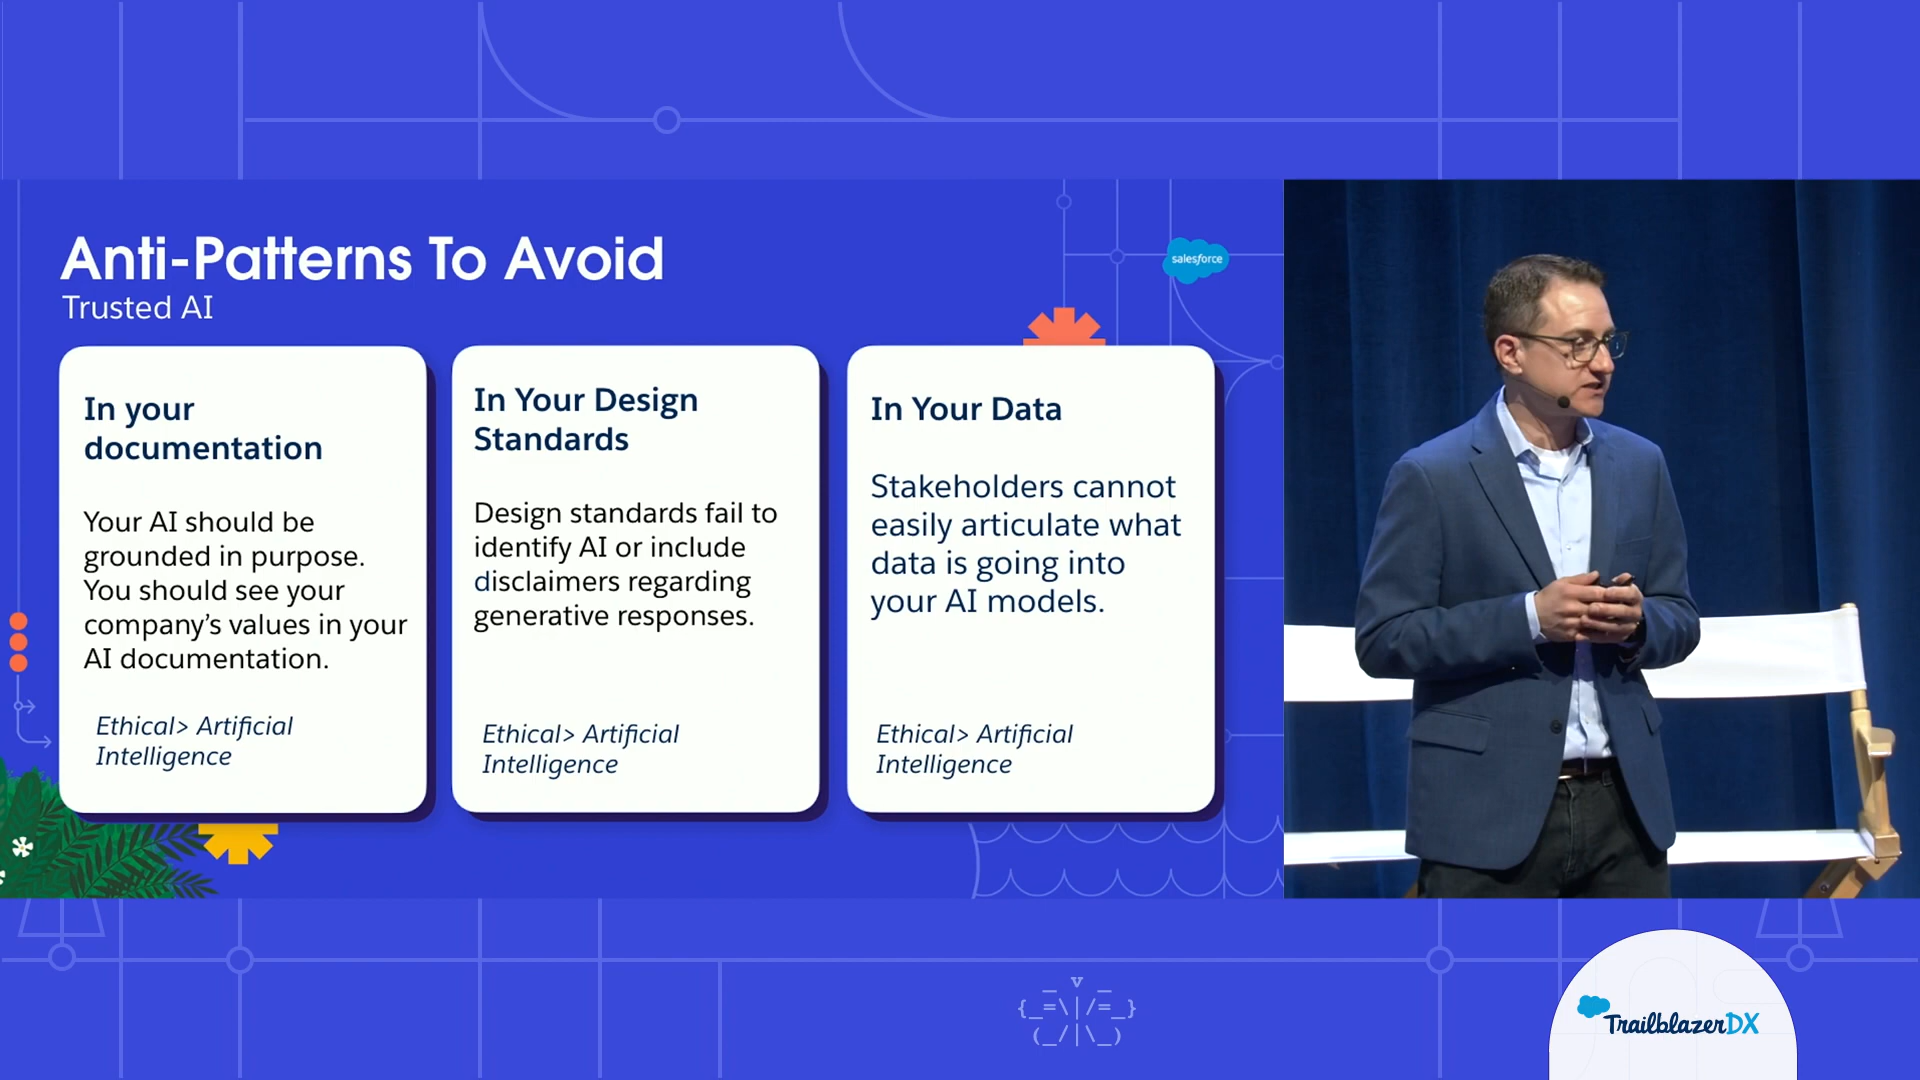 Anti-Patterns To Avoid
Trusted AI
salesforce
In your
documentation
Your AI should be
grounded in purpose.
You should see your
company’s values in your
AI documentation.
Ethical> Artificial
Intelligence
In Your Design
Standards
Design standards fail to
identify AI or include
disclaimers regarding
generative responses.
Ethical> Artificial
Intelligence
In Your Data
Stakeholders cannot
easily articulate what
data is going into
your AI models.
Ethical> Artificial
Intelligence
TrailblazerDX